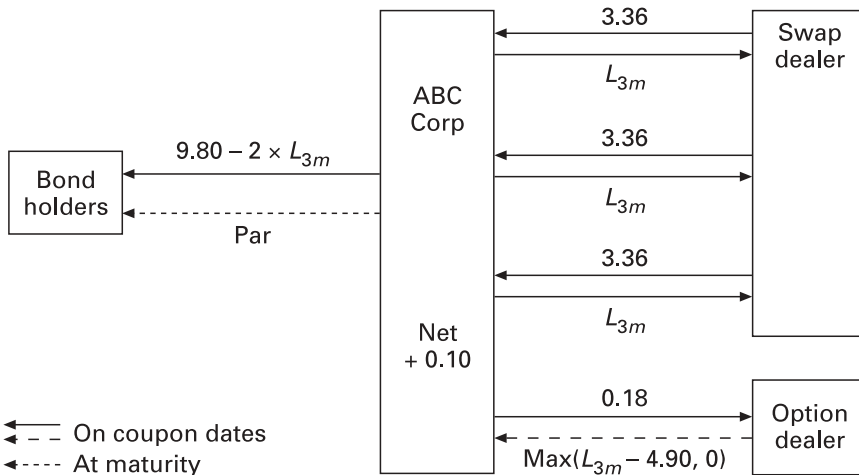 3.36
Swap
dealer
L3m
ABC
Corp
9.80 – 2 × L3m
3.36
Bond
holders
L3m
Par
3.36
L3m
Net
+ 0.10
0.18
Option
dealer
On coupon dates
Max(L3m – 4.90, 0)
At maturity